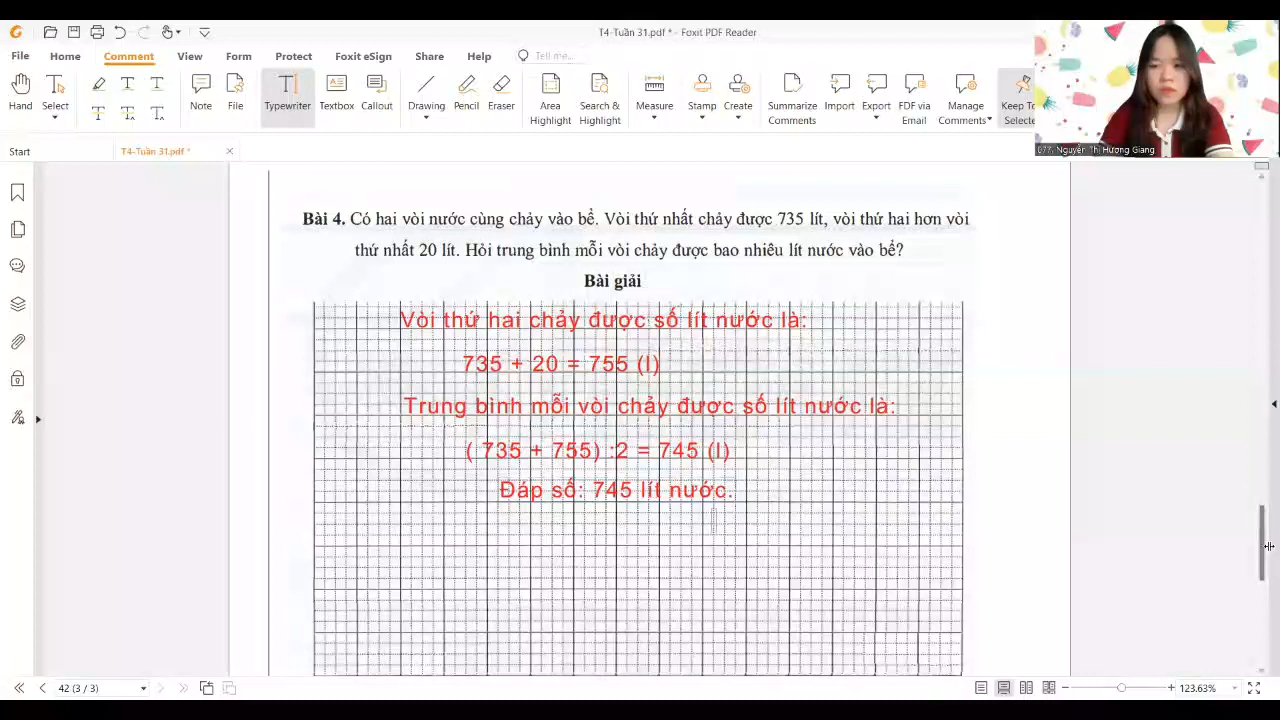 T4-Tuần 31.pdf * - Foxit PDF Reader
File Home Comment View Form Protect Foxit eSign Share Help Tell me...
Hand Select Note File Typewriter Textbox Callout Drawing Pencil Eraser Area Highlight Search & Highlight Measure Stamp Create Summarize Comments Import Export FDF via Email Manage Comments Keep To
077. Nguyễn Thị Hương Giang
Start T4-Tuần 31.pdf *
Bài 4. Có hai vòi nước cùng chảy vào bể. Vòi thứ nhất chảy được 735 lít, vòi thứ hai hơn vòi
thứ nhất 20 lít. Hỏi trung bình mỗi vòi chảy được bao nhiêu lít nước vào bể?
Bài giải
Vòi thứ hai chảy được số lít nước là:
735 + 20 = 755 (l)
Trung bình mỗi vòi chảy được số lít nước là:
( 735 + 755) :2 = 745 (l)
Đáp số: 745 lít nước.
42 (3 / 3)
123.63%